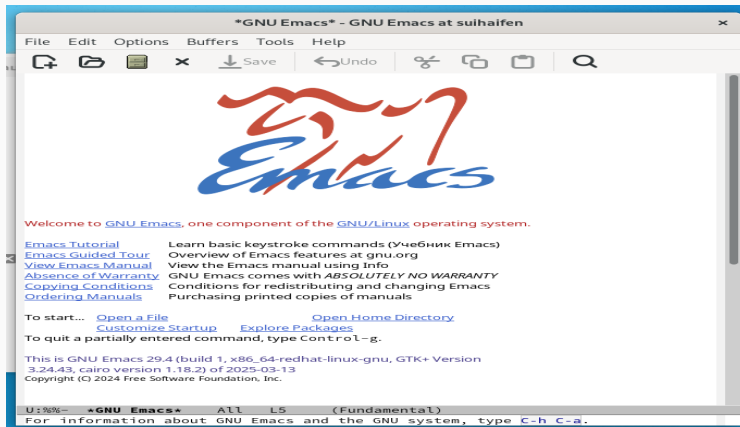 *GNU Emacs* - GNU Emacs at suihaifen ×
File Edit Options Buffers Tools Help
Save Undo
Emacs
Welcome to GNU Emacs, one component of the GNU/Linux operating system.
Emacs Tutorial Learn basic keystroke commands (Учебник Emacs)
Emacs Guided Tour Overview of Emacs features at gnu.org
View Emacs Manual View the Emacs manual using Info
Absence of Warranty GNU Emacs comes with ABSOLUTELY NO WARRANTY
Copying Conditions Conditions for redistributing and changing Emacs
Ordering Manuals Purchasing printed copies of manuals
To start... Open a File Open Home Directory
Customize Startup Explore Packages
To quit a partially entered command, type Control-g.
This is GNU Emacs 29.4 (build 1, x86_64-redhat-linux-gnu, GTK+ Version
3.24.43, cairo version 1.18.2) of 2025-03-13
Copyright (C) 2024 Free Software Foundation, Inc.
U:%%- *GNU Emacs* All L5 (Fundamental)
For information about GNU Emacs and the GNU system, type C-h C-a.